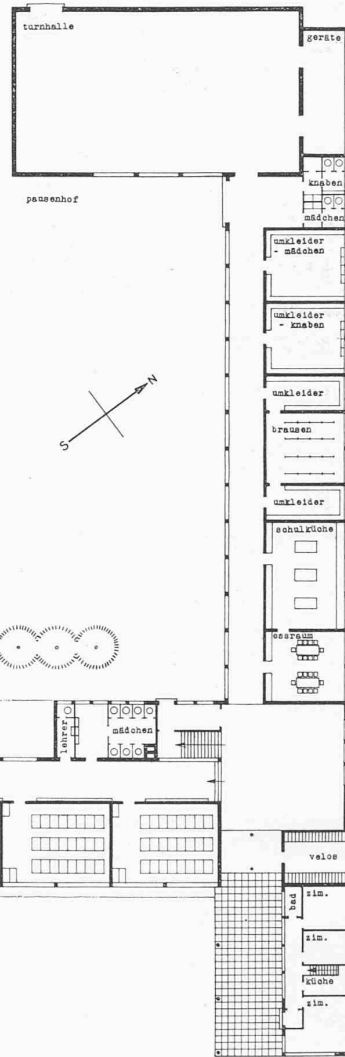 turnhalle
geräte
knaben
mädchen
pausenhof
umkleider
- mädchen
umkleider
- knaben
N
S
umkleider
brausen
umkleider
schulküche
essraum
lehrer
mädchen
velos
bad
zim.
zim.
küche
zim.